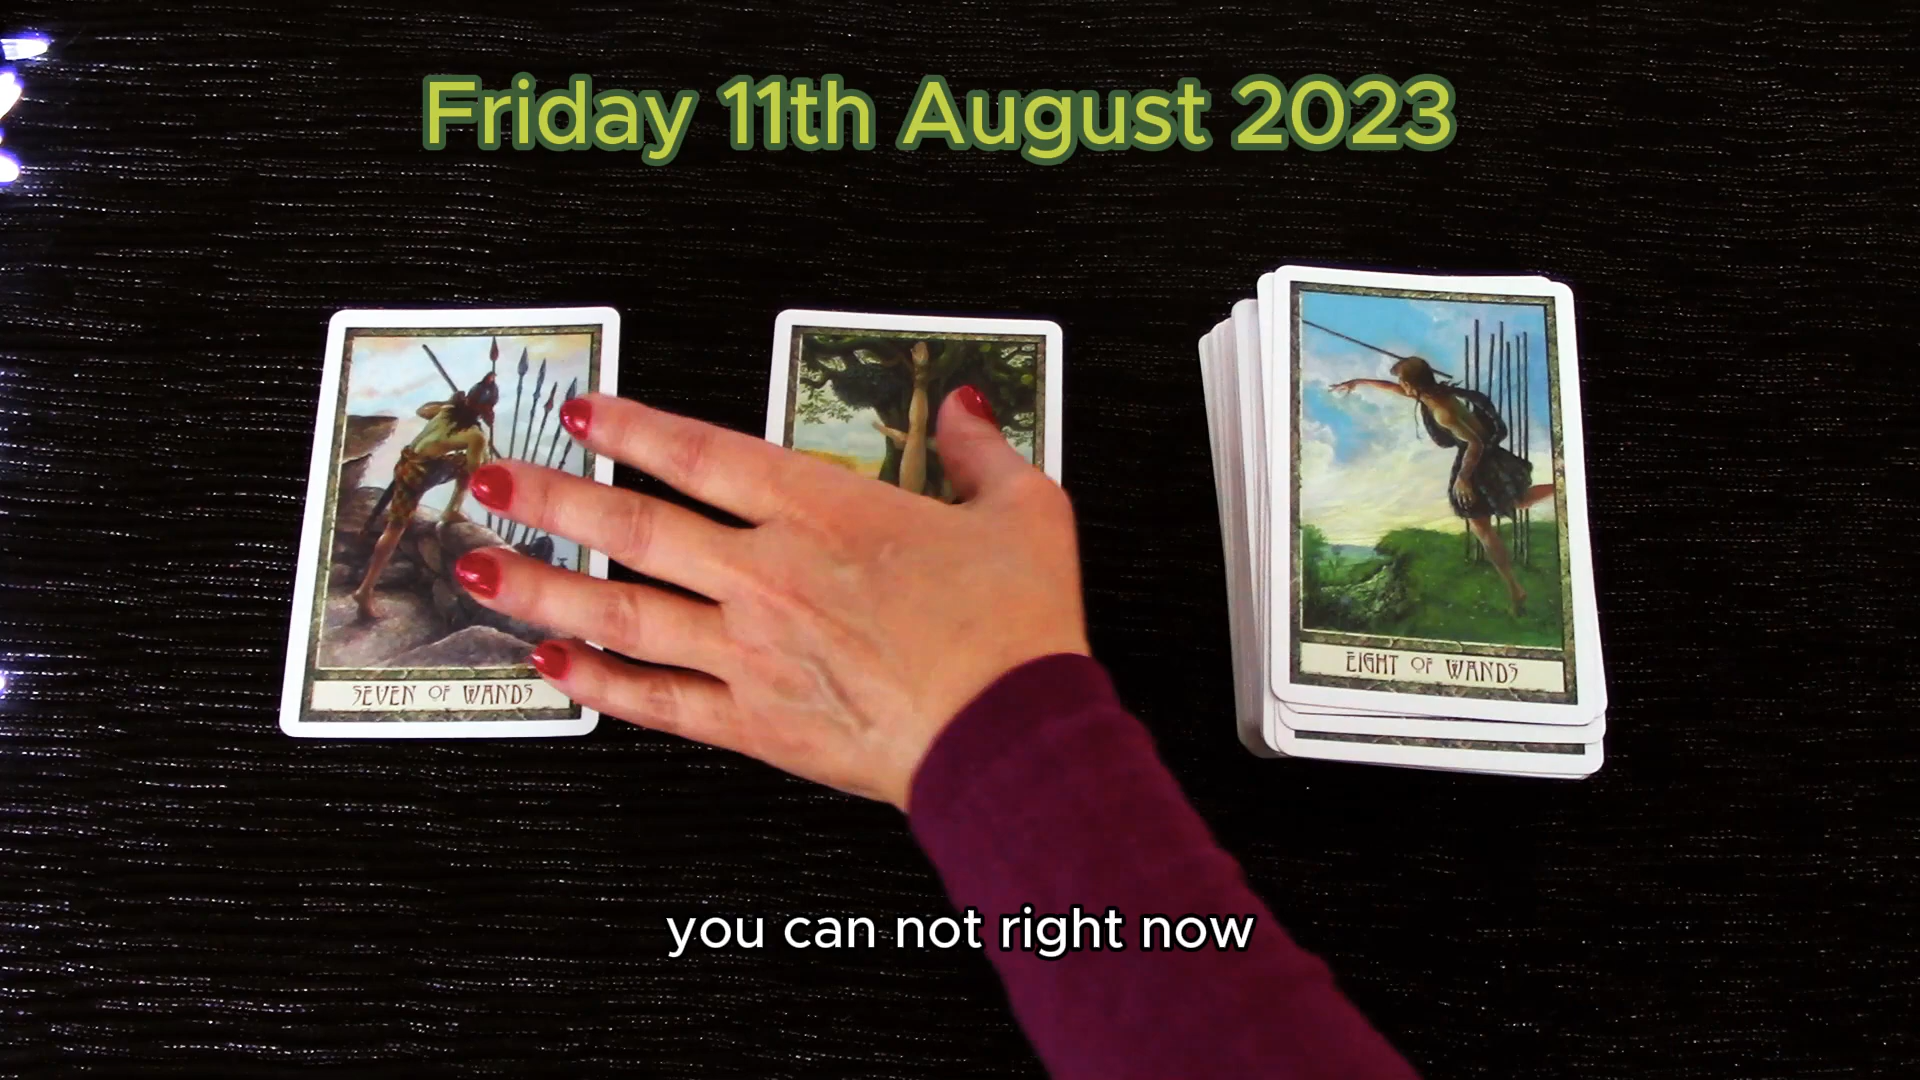 Friday 11th August 2023
SEVEN OF WANDS
EIGHT OF WANDS
you can not right now